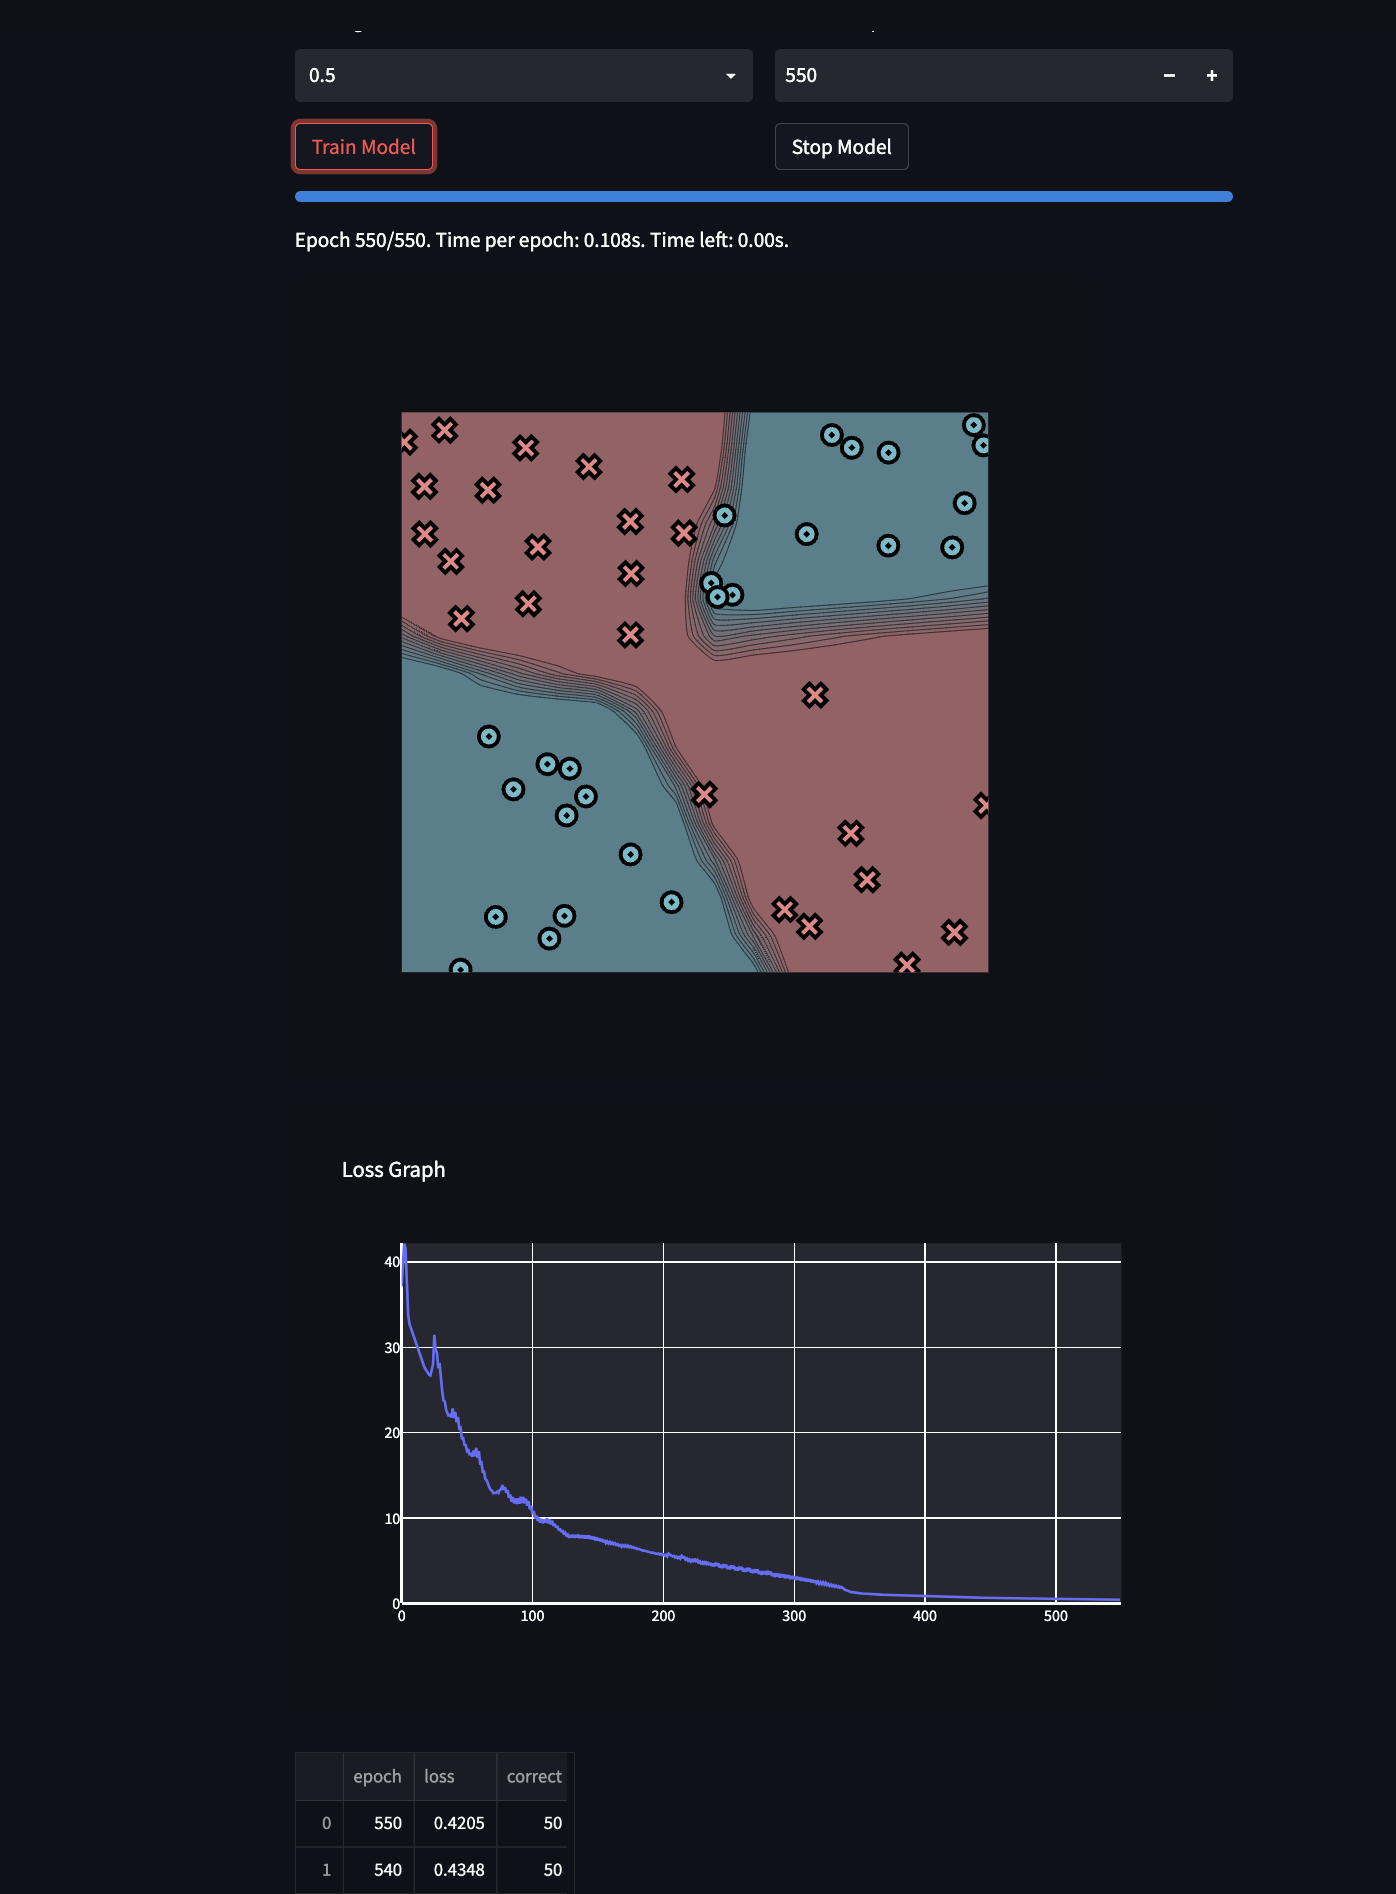 0.5
550
Train Model
Stop Model
Epoch 550/550. Time per epoch: 0.108s. Time left: 0.00s.
Loss Graph
40
30
20
10
0
0 100 200 300 400 500
epoch loss correct
0 550 0.4205 50
1 540 0.4348 50